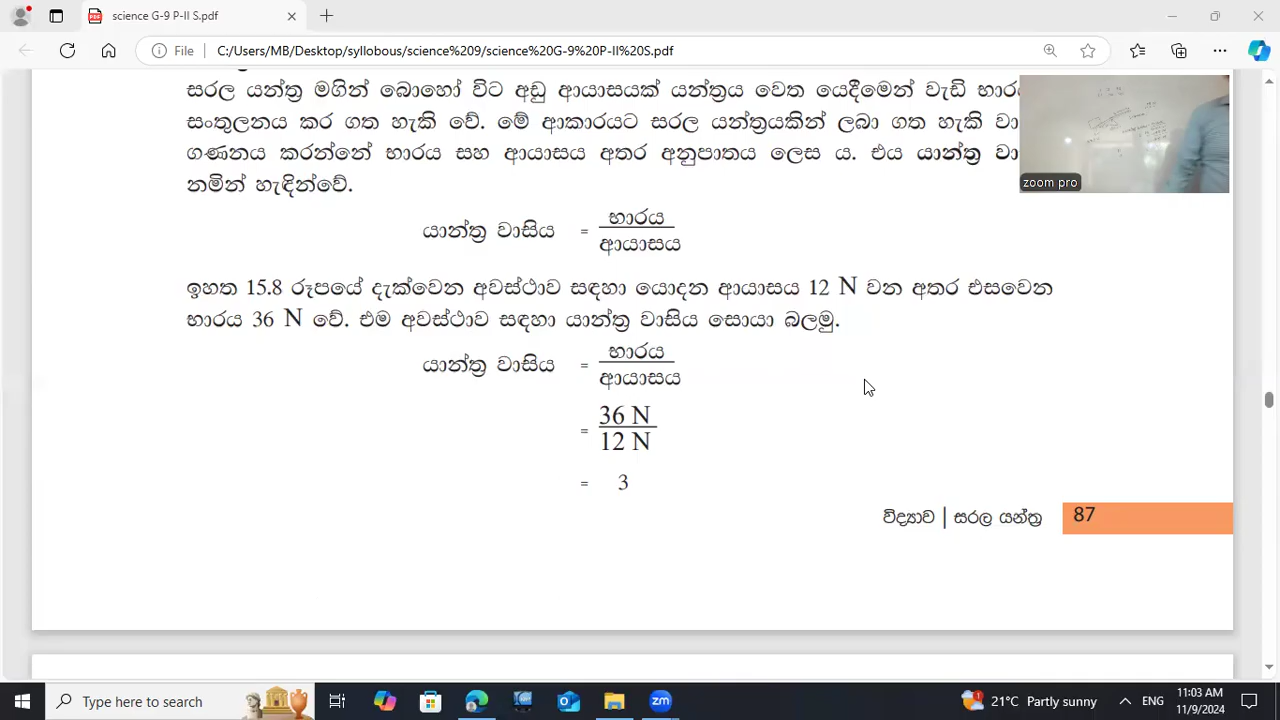 science G-9 P-II S.pdf
File C:/Users/MB/Desktop/syllobous/science%209/science%20G-9%20P-II%20S.pdf
සරල යන්ත්‍ර මගින් බොහෝ විට අඩු ආයාසයක් යන්ත්‍රය වෙත යෙදීමෙන් වැඩි
සංතුලනය කර ගත හැකි වේ. මේ ආකාරයට සරල යන්ත්‍රයකින් ලබා ගත හැකි
ගණනය කරන්නේ භාරය සහ ආයාසය අතර අනුපාතය ලෙස ය. එය යාන්ත්‍ර
නමින් හැඳින්වේ.
zoom pro
යාන්ත්‍ර වාසිය = භාරය
ආයාසය
ඉහත 15.8 රූපයේ දැක්වෙන අවස්ථාව සඳහා යොදන ආයාසය 12 N වන අතර එසවෙන
භාරය 36 N වේ. එම අවස්ථාව සඳහා යාන්ත්‍ර වාසිය සොයා බලමු.
යාන්ත්‍ර වාසිය = භාරය
ආයාසය
= 36 N
12 N
= 3
විද්‍යාව | සරල යන්ත්‍ර 87
Type here to search
21°C Partly sunny
ENG
11:03 AM
11/9/2024